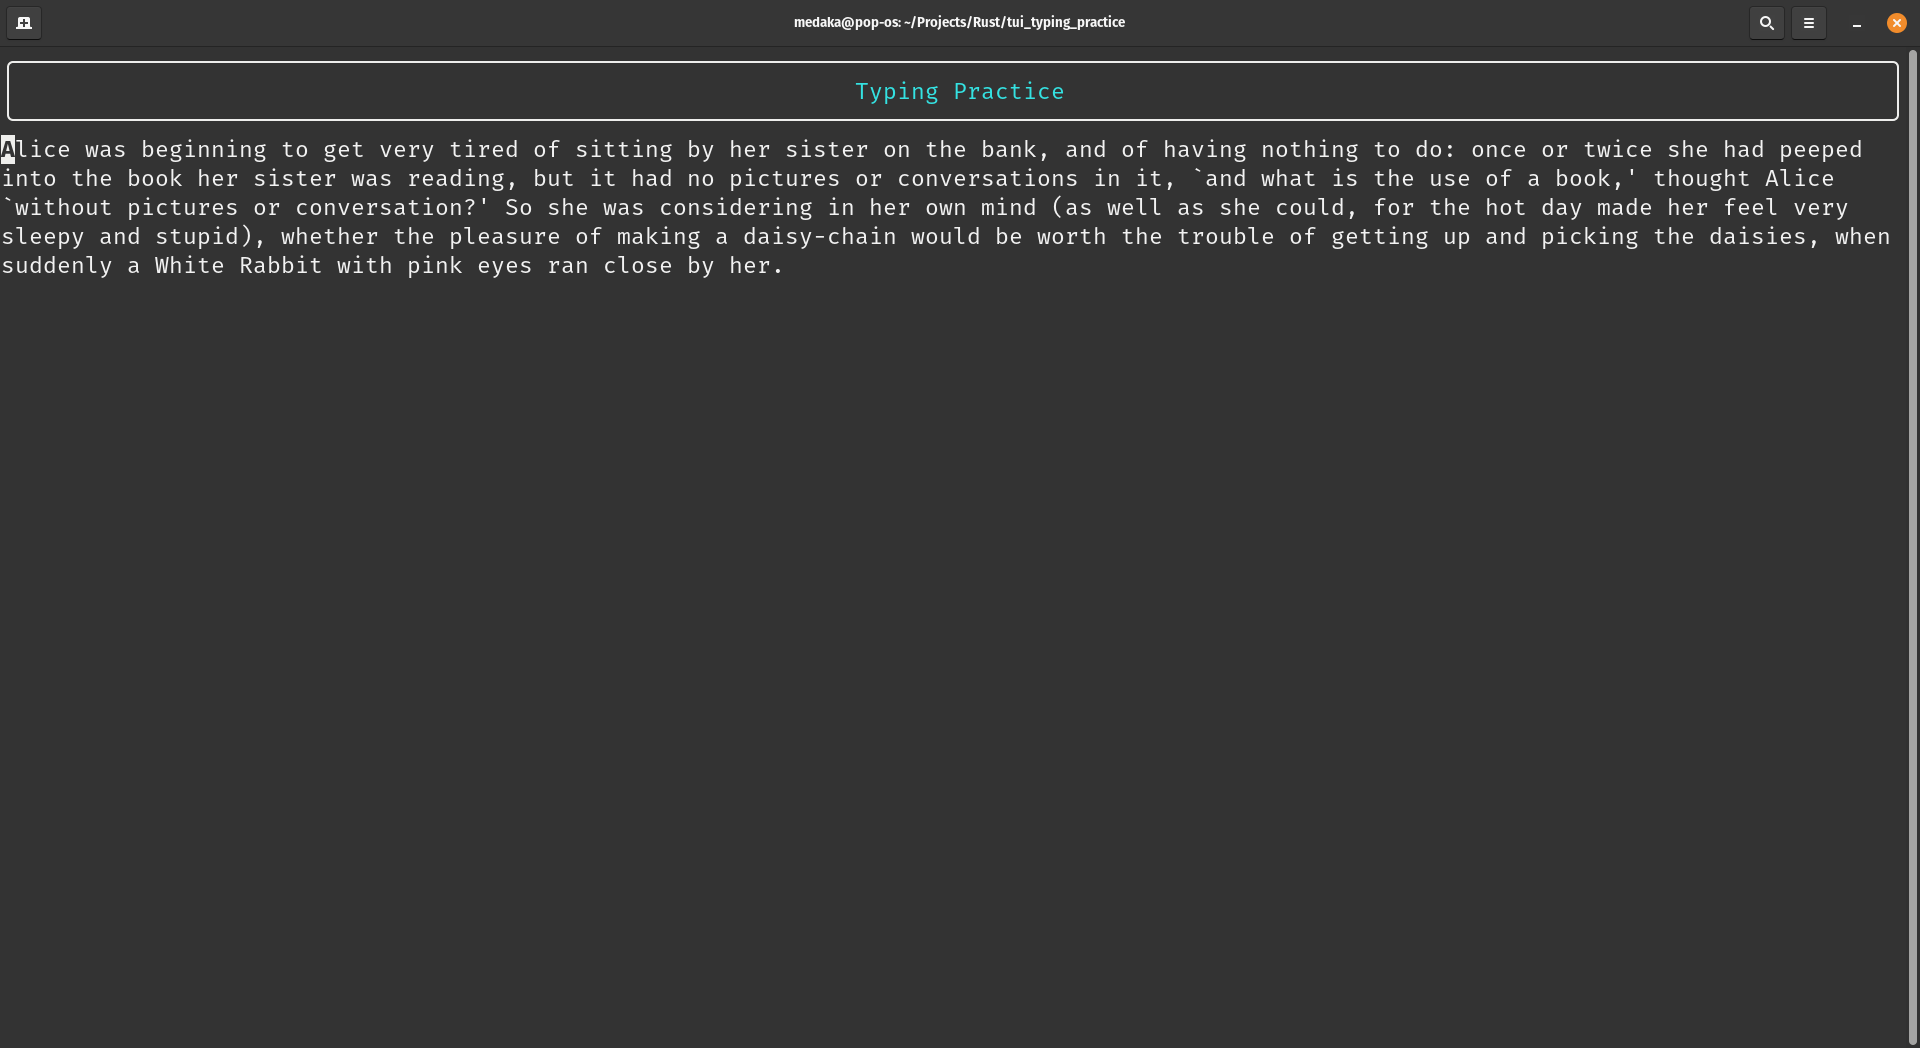 medaka@pop-os: ~/Projects/Rust/tui_typing_practice
Typing Practice
Alice was beginning to get very tired of sitting by her sister on the bank, and of having nothing to do: once or twice she had peeped
into the book her sister was reading, but it had no pictures or conversations in it, `and what is the use of a book,' thought Alice
`without pictures or conversation?' So she was considering in her own mind (as well as she could, for the hot day made her feel very
sleepy and stupid), whether the pleasure of making a daisy-chain would be worth the trouble of getting up and picking the daisies, when
suddenly a White Rabbit with pink eyes ran close by her.